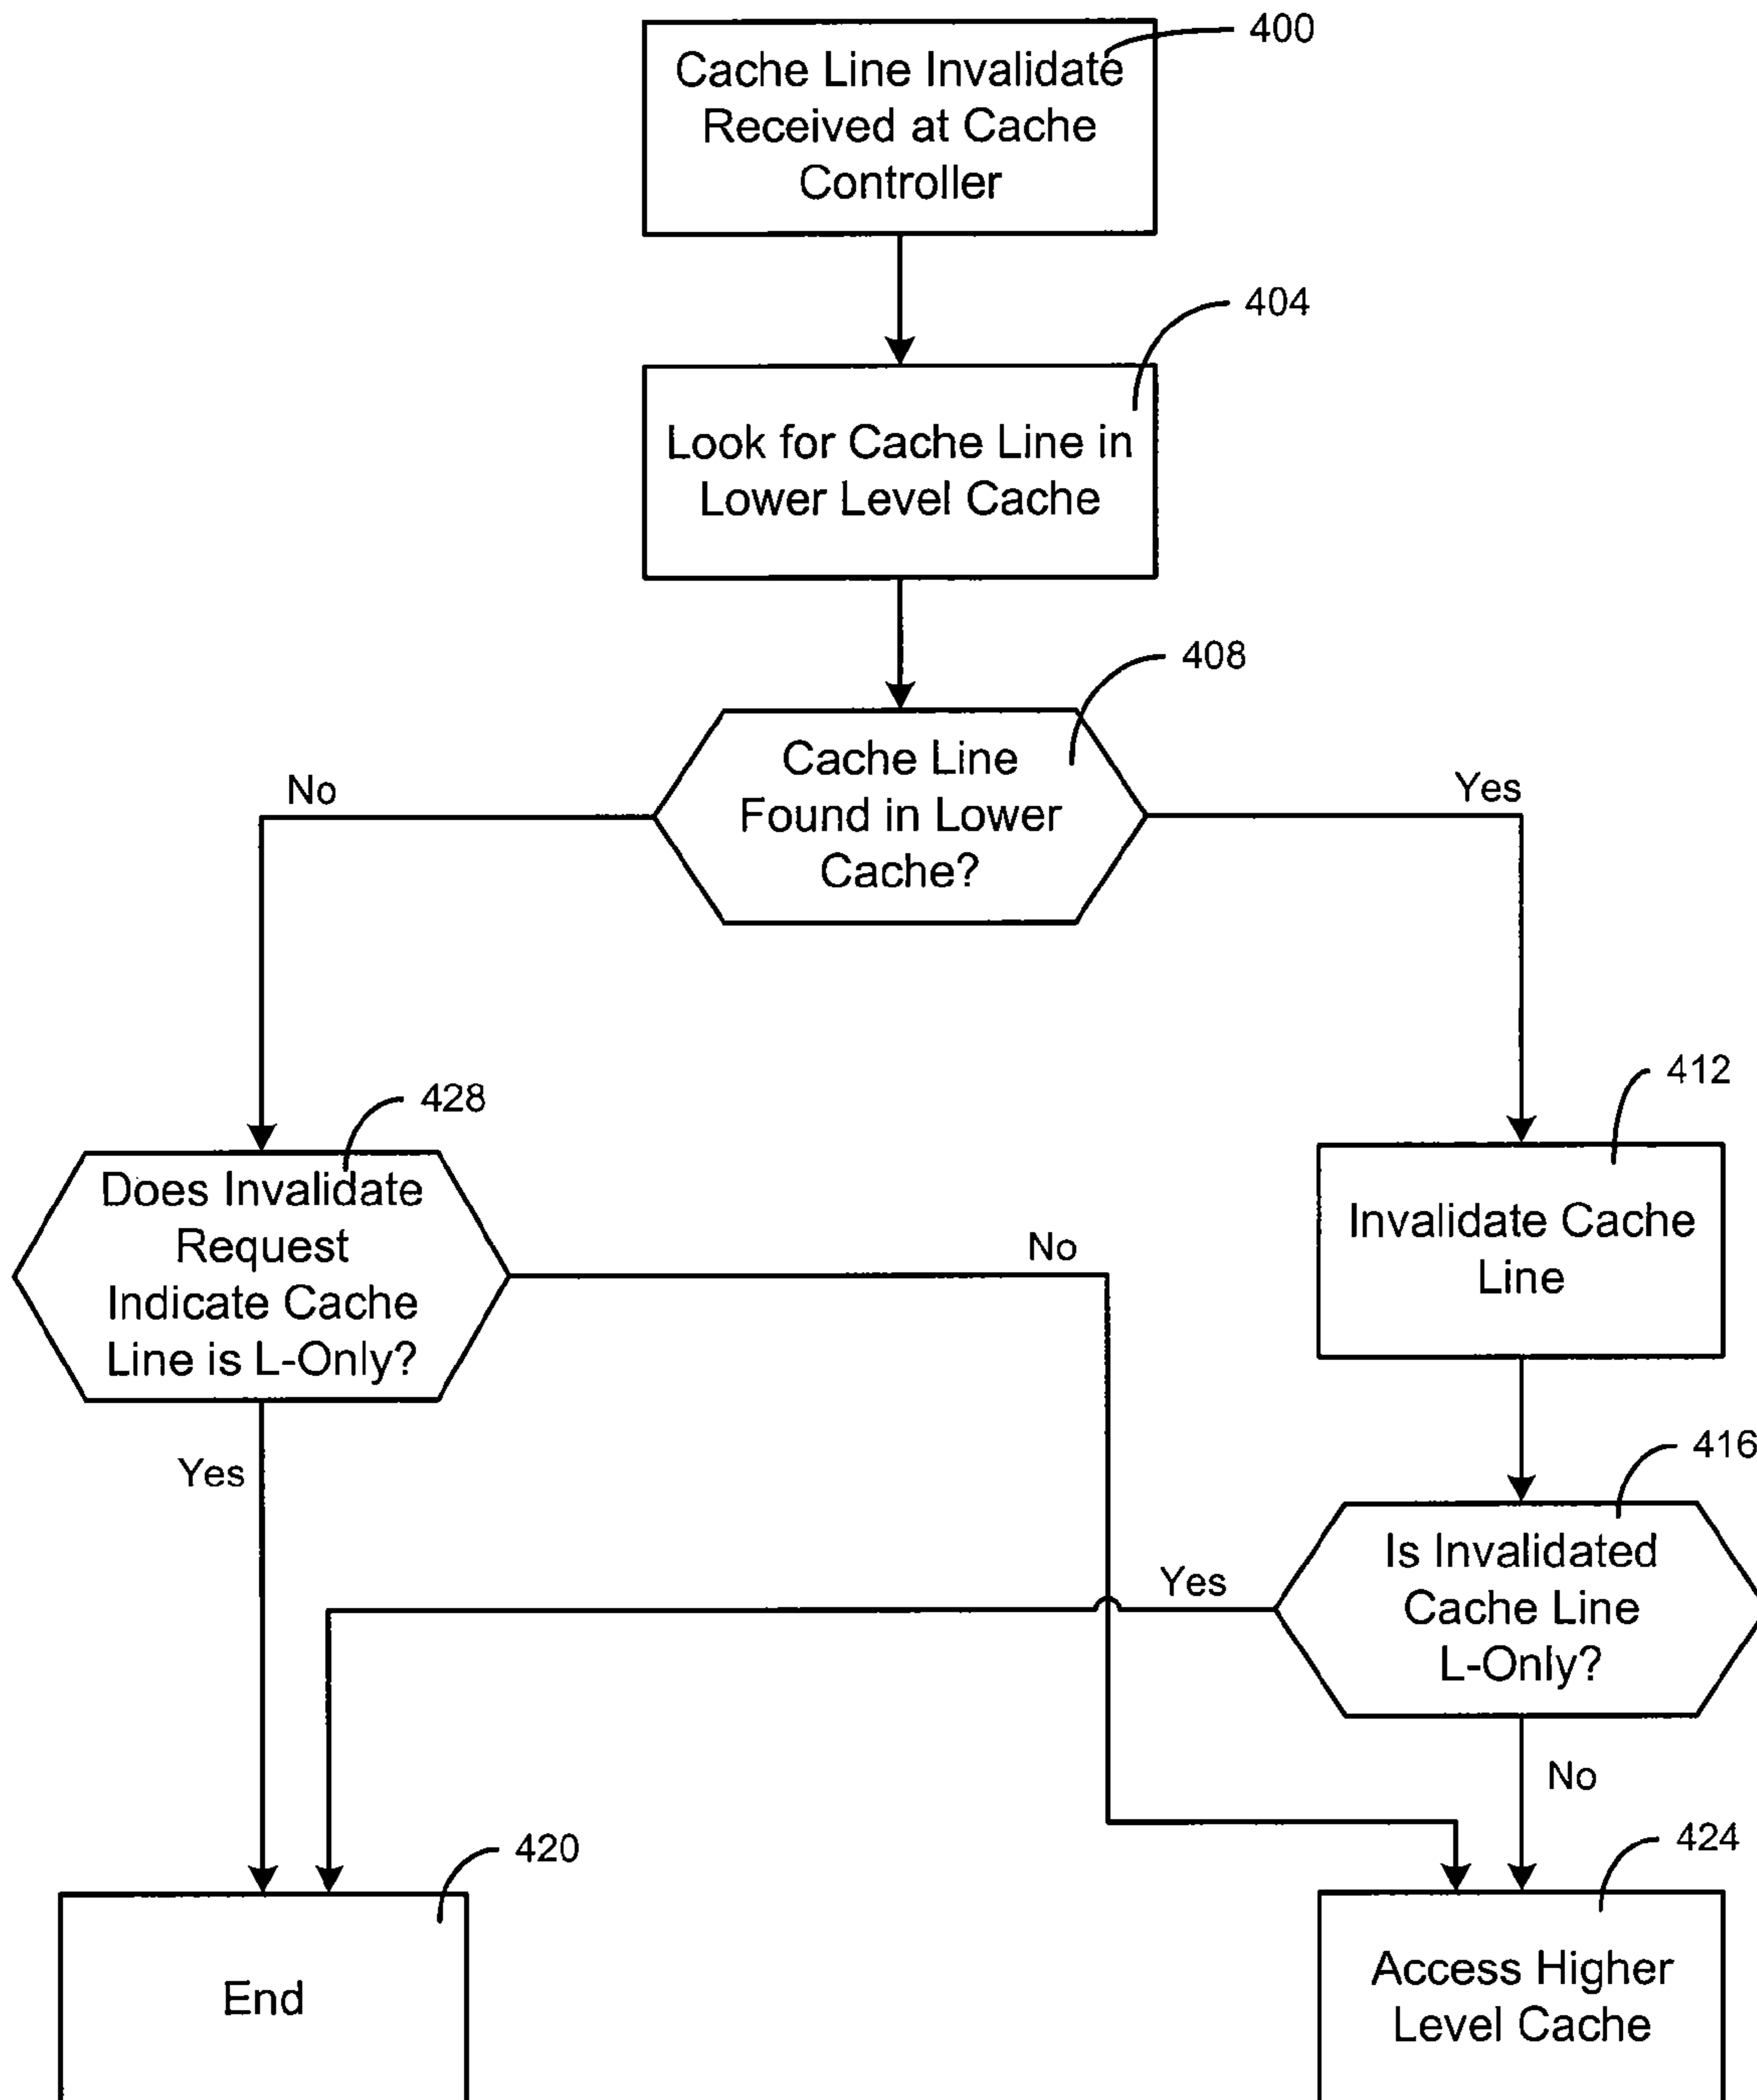 400
Cache Line Invalidate
Received at Cache
Controller
404
Look for Cache Line in
Lower Level Cache
408
Cache Line
Found in Lower
Cache?
No
Yes
412
Invalidate Cache
Line
428
Does Invalidate
Request
Indicate Cache
Line is L-Only?
No
Yes
416
Is Invalidated
Cache Line
L-Only?
Yes
No
420
End
424
Access Higher
Level Cache